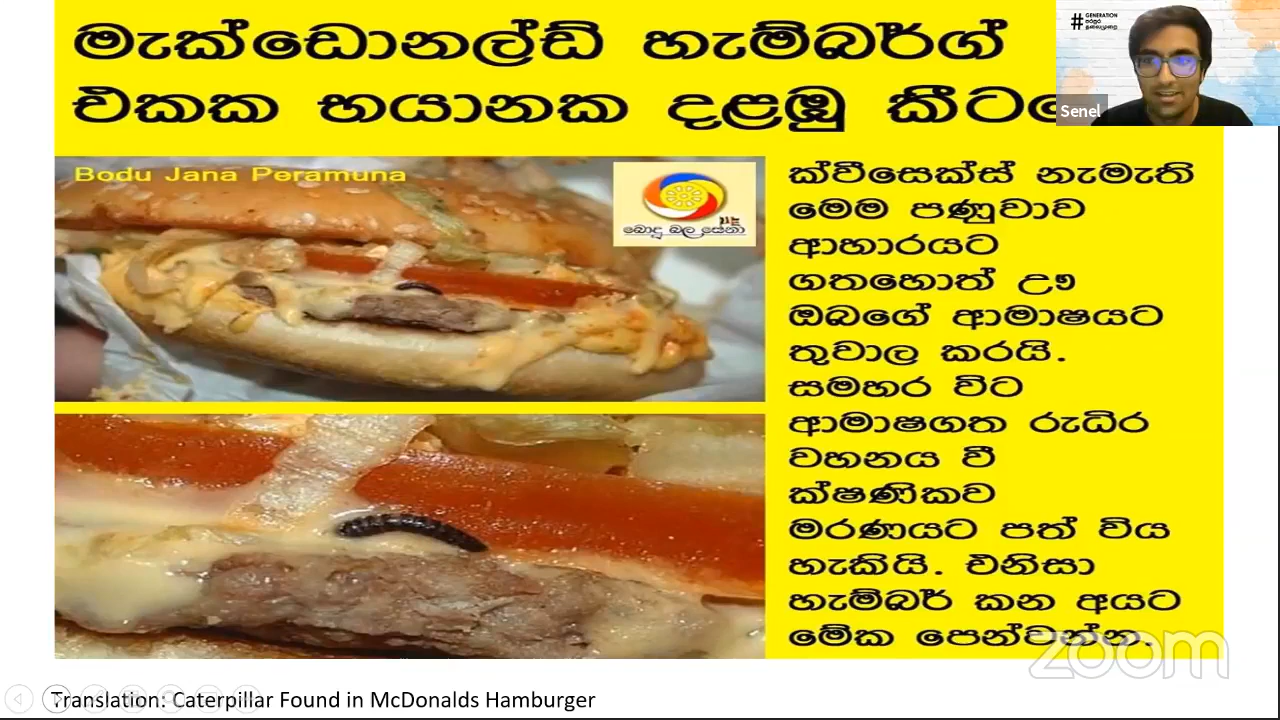 මැක්ඩොනල්ඩ් හැම්බර්ග්
එකක භයානක දළඹු
# GENERATION
Senel
Bodu Jana Peramuna
බොදු බල සේනා
ක්වීසෙක්ස් නැමැති
මෙම පණුවාව
ආහාරයට
ගතහොත් ඌ
ඔබගේ ආමාෂයට
තුවාල කරයි.
සමහර විට
ආමාෂගත රුධිර
වහනය වී
ක්ෂණිකව
මරණයට පත් විය
හැකියි. එනිසා
හැම්බර් කන අයට
මේක පෙන්වන්න.
zoom
Translation: Caterpillar Found in McDonalds Hamburger